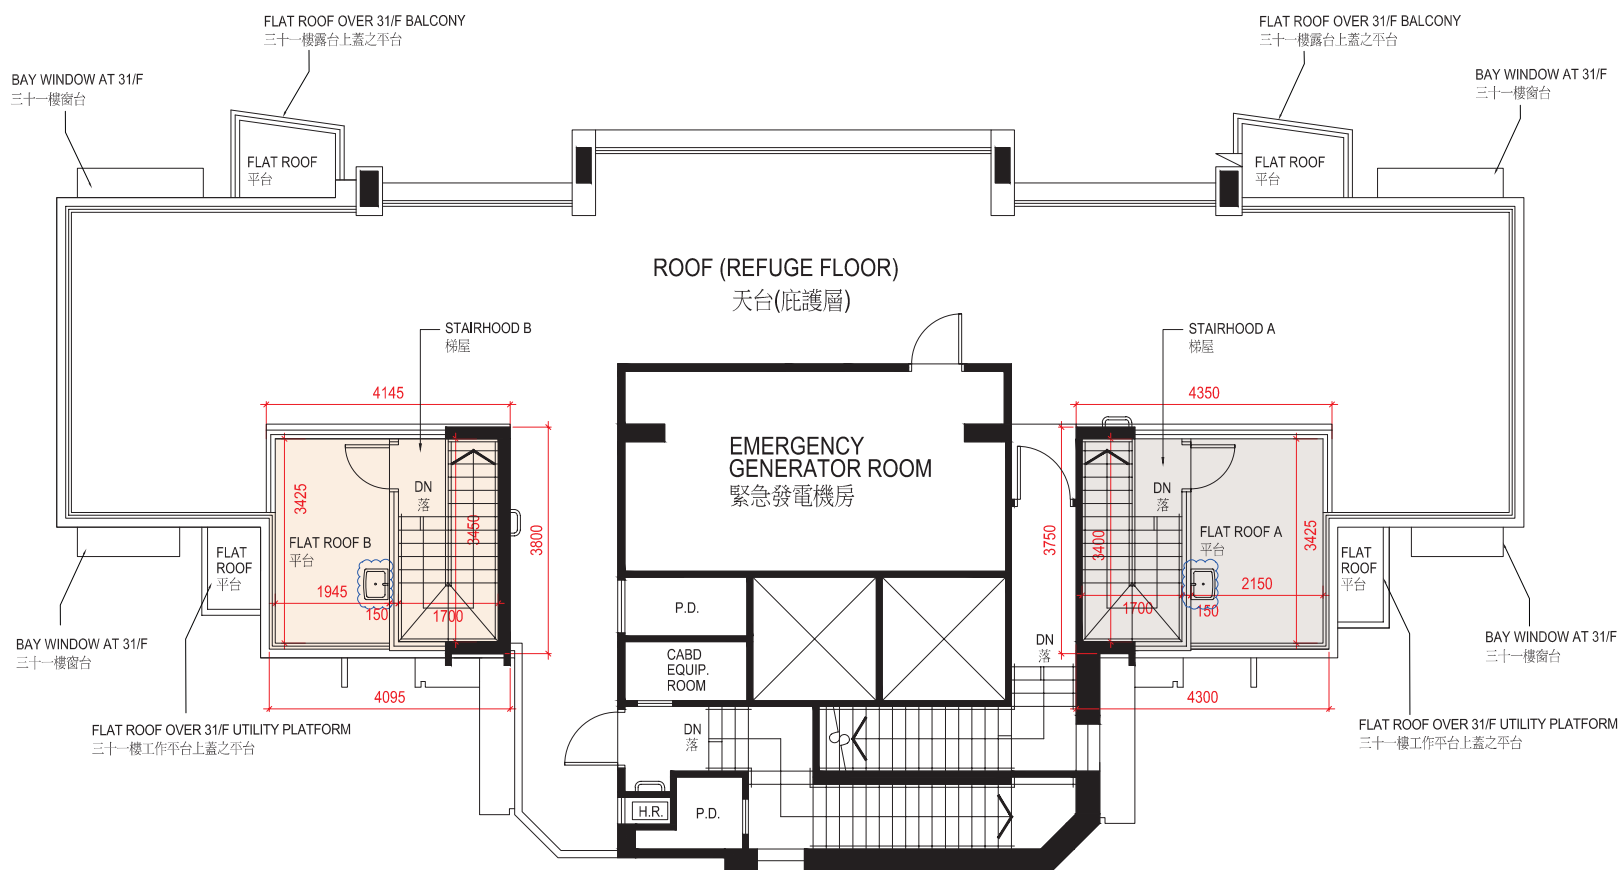 FLAT ROOF OVER 31/F BALCONY
三十一樓露台上蓋之平台
FLAT ROOF OVER 31/F BALCONY
三十一樓露台上蓋之平台
BAY WINDOW AT 31/F
三十一樓窗台
BAY WINDOW AT 31/F
三十一樓窗台
FLAT ROOF
平台
FLAT ROOF
平台
ROOF (REFUGE FLOOR)
天台(庇護層)
STAIRHOOD B
梯屋
STAIRHOOD A
梯屋
4145
4350
EMERGENCY
GENERATOR ROOM
緊急發電機房
DN
落
DN
落
3425
3450
3800
3750
3400
3425
FLAT ROOF B
平台
FLAT ROOF A
平台
FLAT
ROOF
平台
FLAT
ROOF
平台
1945
150
1700
1700
150
2150
P.D.
CABD
EQUIP.
ROOM
DN
落
BAY WINDOW AT 31/F
三十一樓窗台
BAY WINDOW AT 31/F
三十一樓窗台
4095
4300
FLAT ROOF OVER 31/F UTILITY PLATFORM
三十一樓工作平台上蓋之平台
FLAT ROOF OVER 31/F UTILITY PLATFORM
三十一樓工作平台上蓋之平台
DN
落
H.R.
P.D.